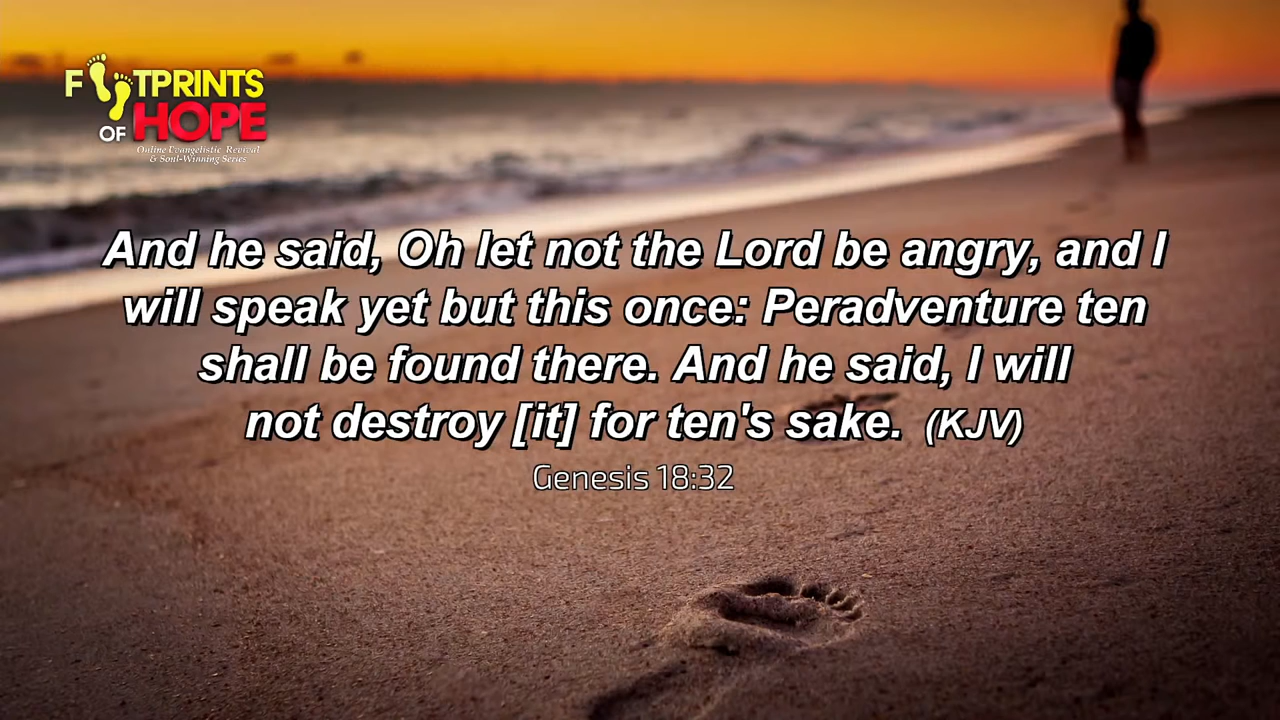 F TPRINTS
OF HOPE
Online Evangelistic Revival
& Soul-Winning Series
And he said, Oh let not the Lord be angry, and I
will speak yet but this once: Peradventure ten
shall be found there. And he said, I will
not destroy [it] for ten's sake. (KJV)
Genesis 18:32